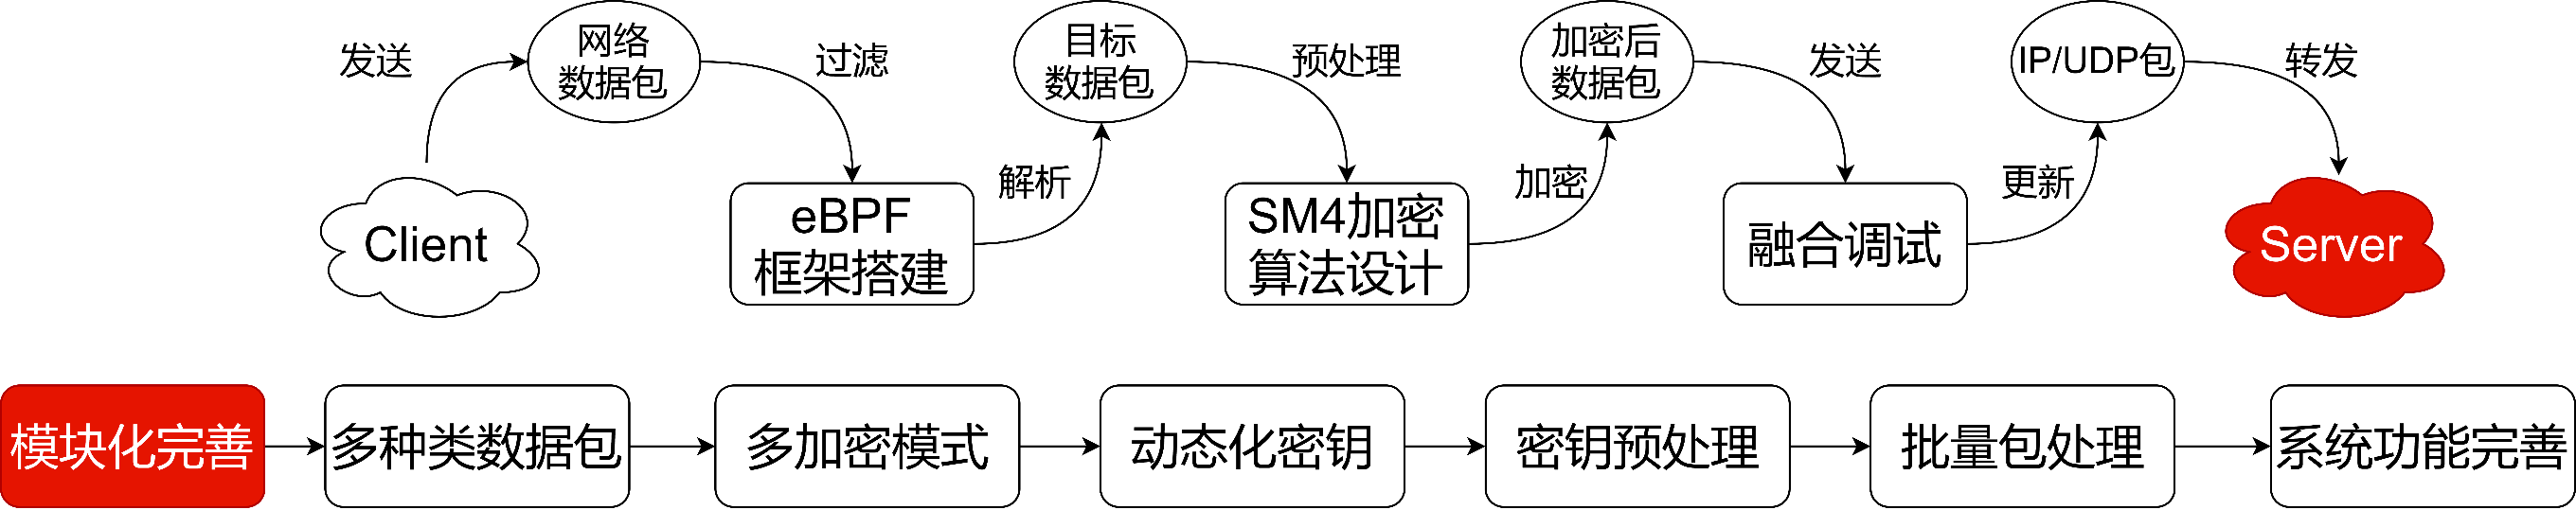 发送
网络
数据包
过滤
目标
数据包
预处理
加密后
数据包
发送
IP/UDP包
转发
Client
eBPF
框架搭建
解析
SM4加密
算法设计
加密
融合调试
更新
Server
模块化完善
多种类数据包
多加密模式
动态化密钥
密钥预处理
批量包处理
系统功能完善